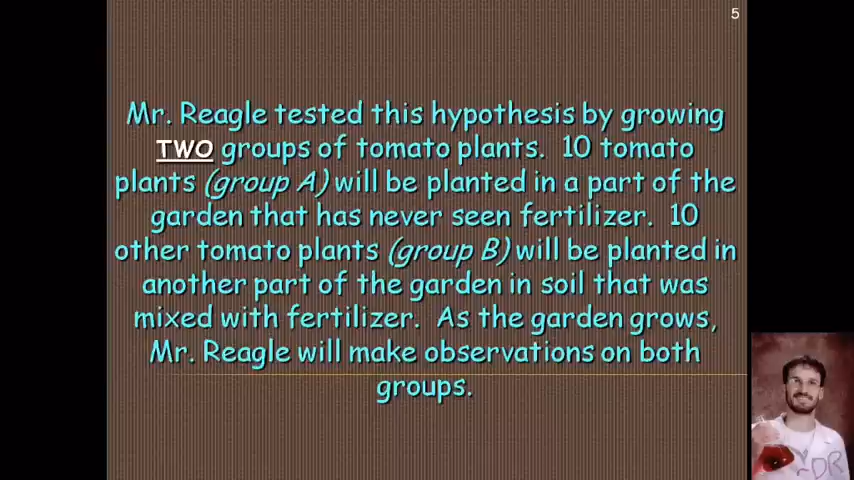 5
Mr. Reagle tested this hypothesis by growing
TWO groups of tomato plants. 10 tomato
plants (group A) will be planted in a part of the
garden that has never seen fertilizer. 10
other tomato plants (group B) will be planted in
another part of the garden in soil that was
mixed with fertilizer. As the garden grows,
Mr. Reagle will make observations on both
groups.
DR